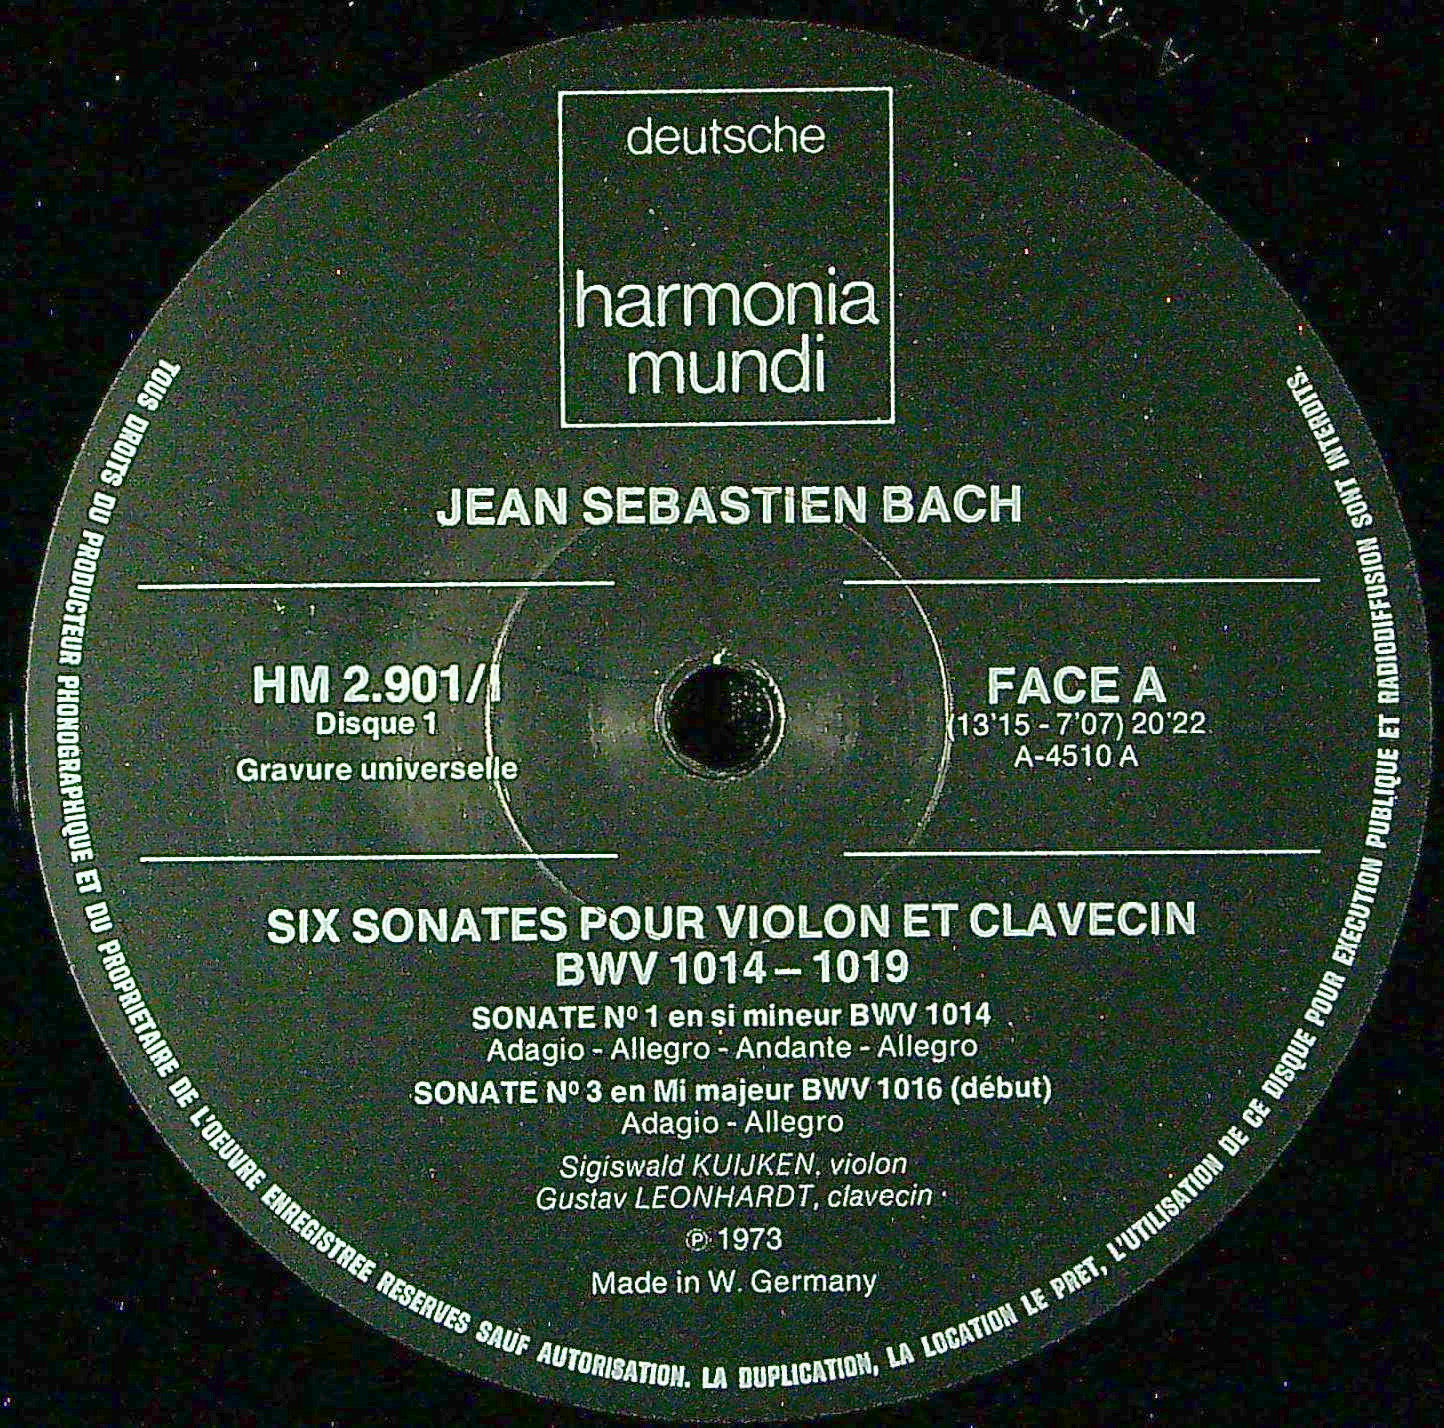 deutsche
harmonia
mundi
JEAN SEBASTIEN BACH
HM 2.901/I
Disque 1
Gravure universelle
FACE A
(13'15 - 7'07) 20'22
A-4510 A
SIX SONATES POUR VIOLON ET CLAVECIN
BWV 1014 – 1019
SONATE Nº 1 en si mineur BWV 1014
Adagio - Allegro - Andante - Allegro
SONATE Nº 3 en Mi majeur BWV 1016 (début)
Adagio - Allegro
Sigiswald KUIJKEN, violon
Gustav LEONHARDT, clavecin
℗ 1973
Made in W. Germany
TOUS DROITS DU PRODUCTEUR PHONOGRAPHIQUE ET DU PROPRIETAIRE DE L'OEUVRE ENREGISTREE RESERVES SAUF AUTORISATION. LA DUPLICATION, LA LOCATION LE PRET, L'UTILISATION DE CE DISQUE POUR EXECUTION PUBLIQUE ET RADIODIFFUSION SONT INTERDITS.